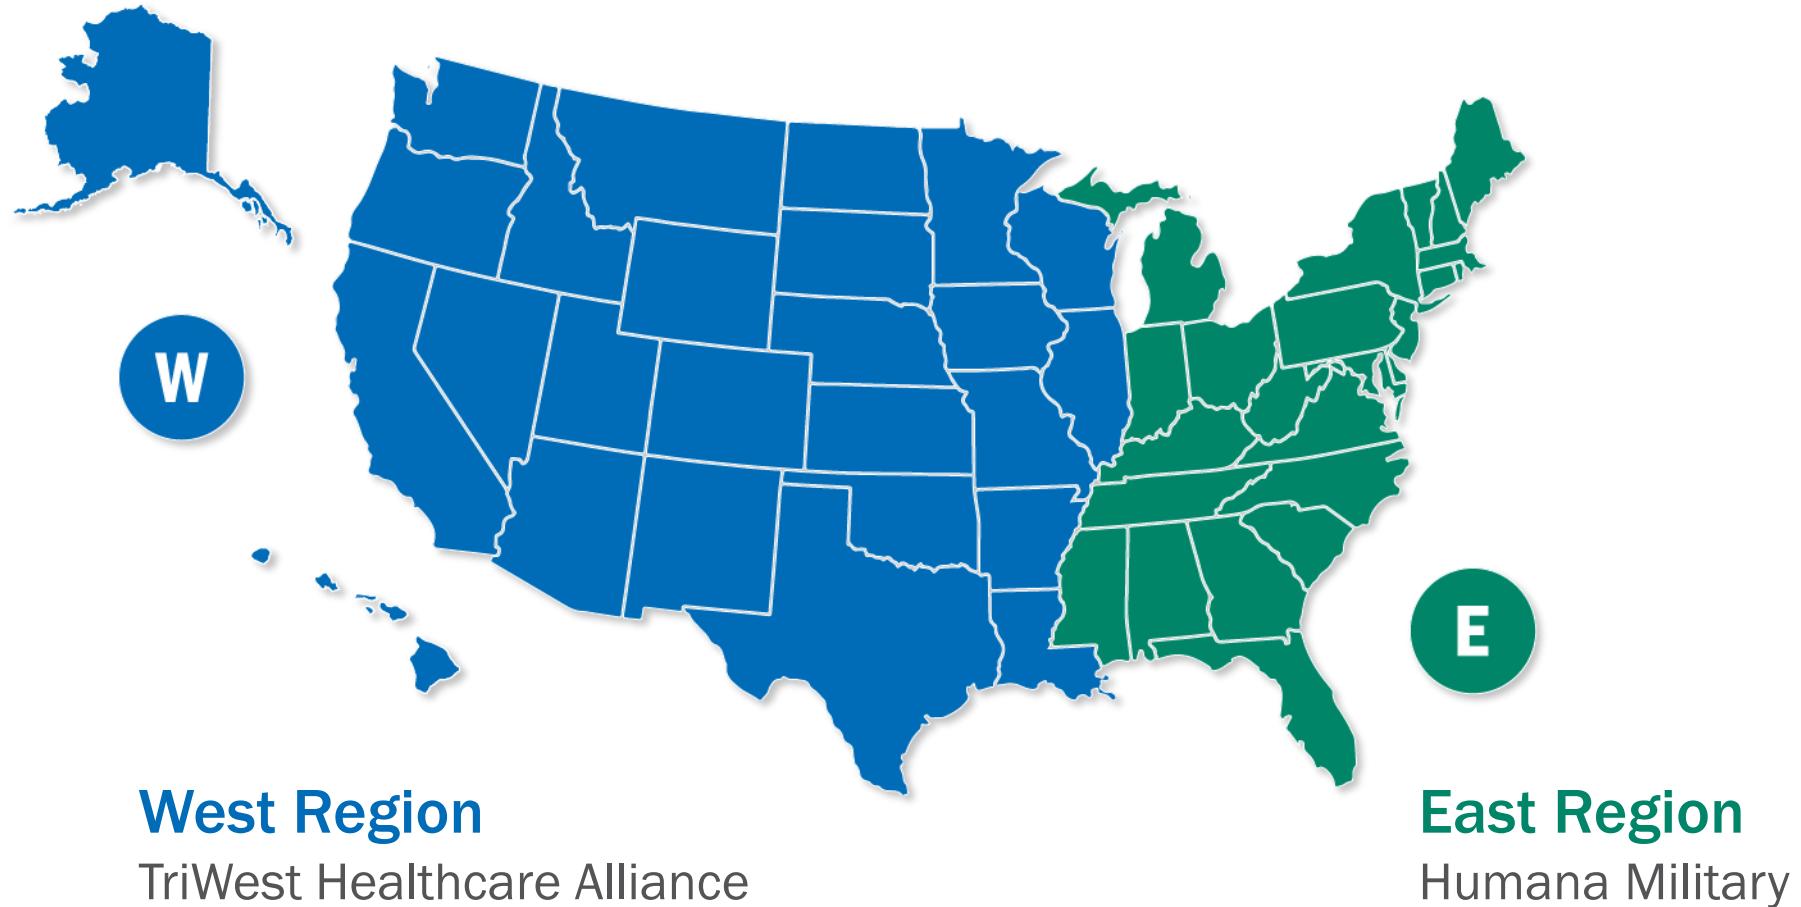 W
E
West Region
TriWest Healthcare Alliance
East Region
Humana Military